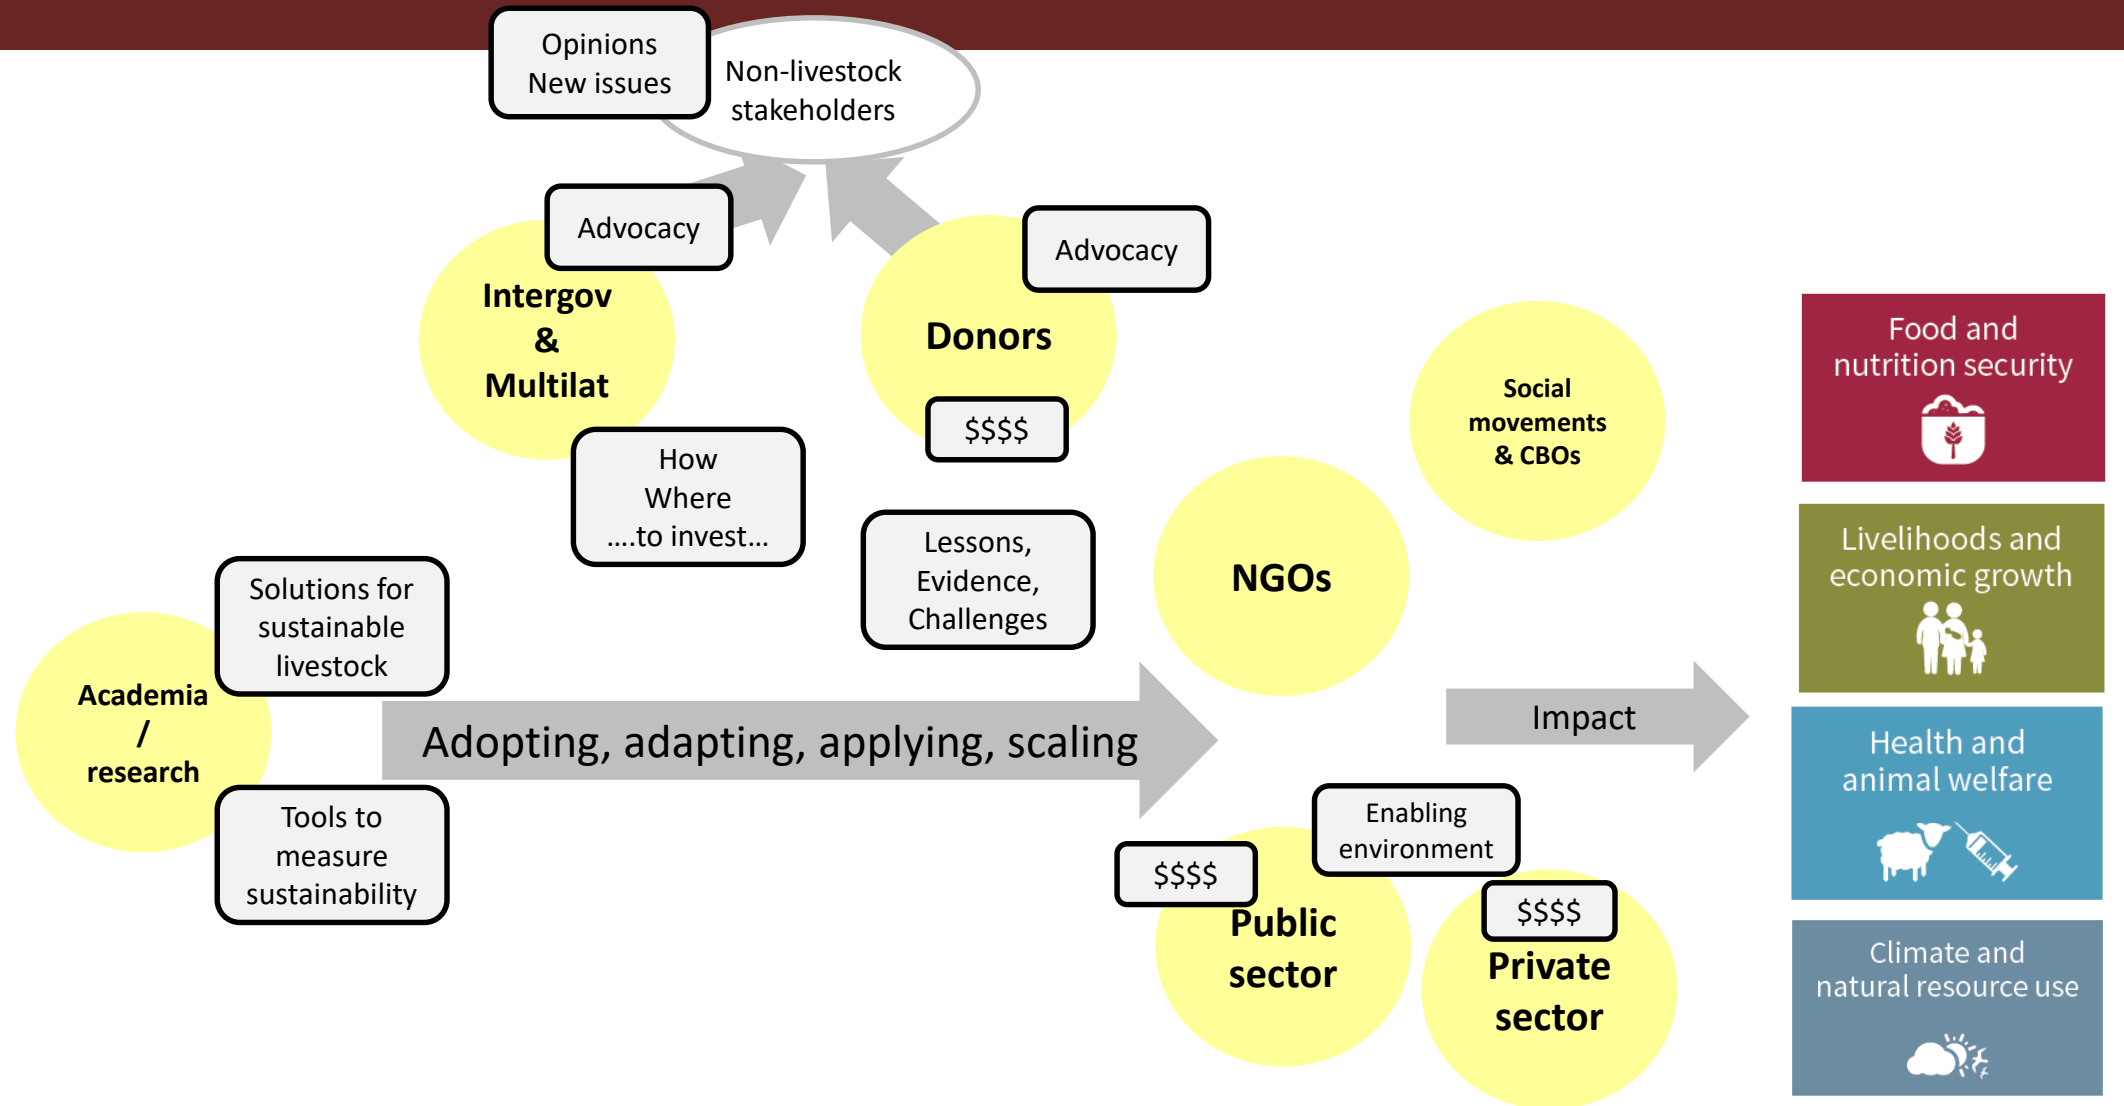 Opinions
New issues
Non-livestock
stakeholders
Advocacy
Advocacy
Intergov
&
Multilat
Donors
$$$$
Social
movements
& CBOs
How
Where
....to invest...
Lessons,
Evidence,
Challenges
NGOs
Solutions for
sustainable
livestock
Academia
/
research
Tools to
measure
sustainability
Adopting, adapting, applying, scaling
Impact
Enabling
environment
$$$$
Public
sector
$$$$
Private
sector
Food and
nutrition security
Livelihoods and
economic growth
Health and
animal welfare
Climate and
natural resource use